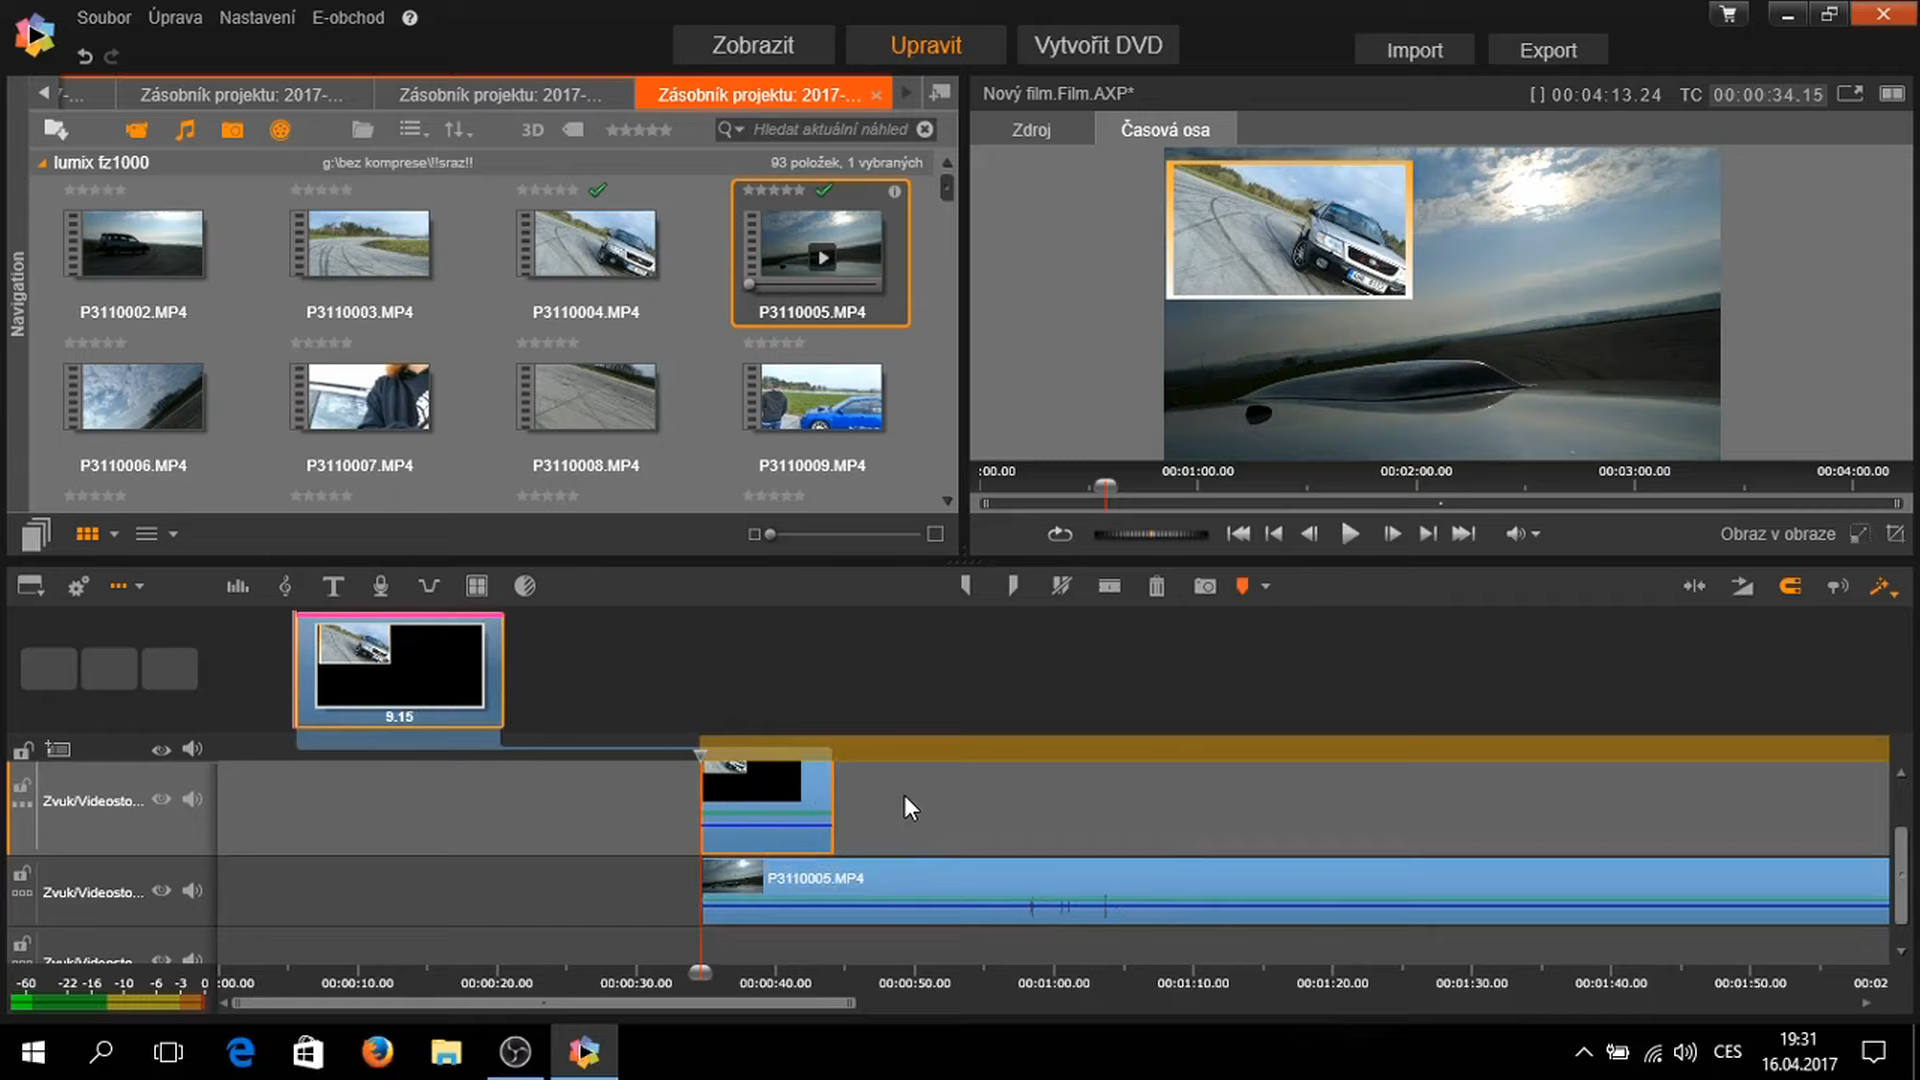 Soubor Úprava Nastavení E-obchod ?
Zobrazit Upravit Vytvořit DVD Import Export
7-... Zásobník projektu: 2017-... Zásobník projektu: 2017-... Zásobník projektu: 2017-... ×
Nový film.Film.AXP* [ ] 00:04:13.24 TC 00:00:34.15
3D Hledat aktuální náhled
Zdroj Časová osa
Navigation
lumix fz1000 g:\bez komprese\!!sraz!! 93 položek, 1 vybraných
P3110002.MP4 P3110003.MP4 P3110004.MP4 P3110005.MP4
P3110006.MP4 P3110007.MP4 P3110008.MP4 P3110009.MP4
:00.00 00:01:00.00 00:02:00.00 00:03:00.00 00:04:00.00
Obraz v obraze
9.15
Zvuk/Videosto...
Zvuk/Videosto...
P3110005.MP4
Zvuk/Videosto...
-60 -22 -16 -10 -6 -3 0
:00.00 00:00:10.00 00:00:20.00 00:00:30.00 00:00:40.00 00:00:50.00 00:01:00.00 00:01:10.00 00:01:20.00 00:01:30.00 00:01:40.00 00:01:50.00 00:02
CES
19:31
16.04.2017